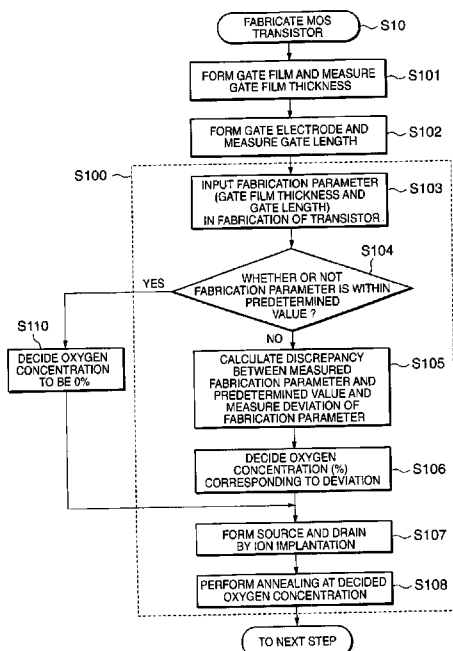 FABRICATE MOS
TRANSISTOR
S10
FORM GATE FILM AND MEASURE
GATE FILM THICKNESS
S101
FORM GATE ELECTRODE AND
MEASURE GATE LENGTH
S102
S100
INPUT FABRICATION PARAMETER
(GATE FILM THICKNESS AND
GATE LENGTH)
IN FABRICATION OF TRANSISTOR
S103
S104
YES
WHETHER OR NOT
FABRICATION PARAMETER IS WITHIN
PREDETERMINED
VALUE ?
S110
NO
DECIDE OXYGEN
CONCENTRATION
TO BE 0%
CALCULATE DISCREPANCY
BETWEEN MEASURED
FABRICATION PARAMETER AND
PREDETERMINED VALUE AND
MEASURE DEVIATION OF
FABRICATION PARAMETER
S105
DECIDE OXYGEN
CONCENTRATION (%)
CORRESPONDING TO DEVIATION
S106
FORM SOURCE AND DRAIN
BY ION IMPLANTATION
S107
PERFORM ANNEALING AT DECIDED
OXYGEN CONCENTRATION
S108
TO NEXT STEP